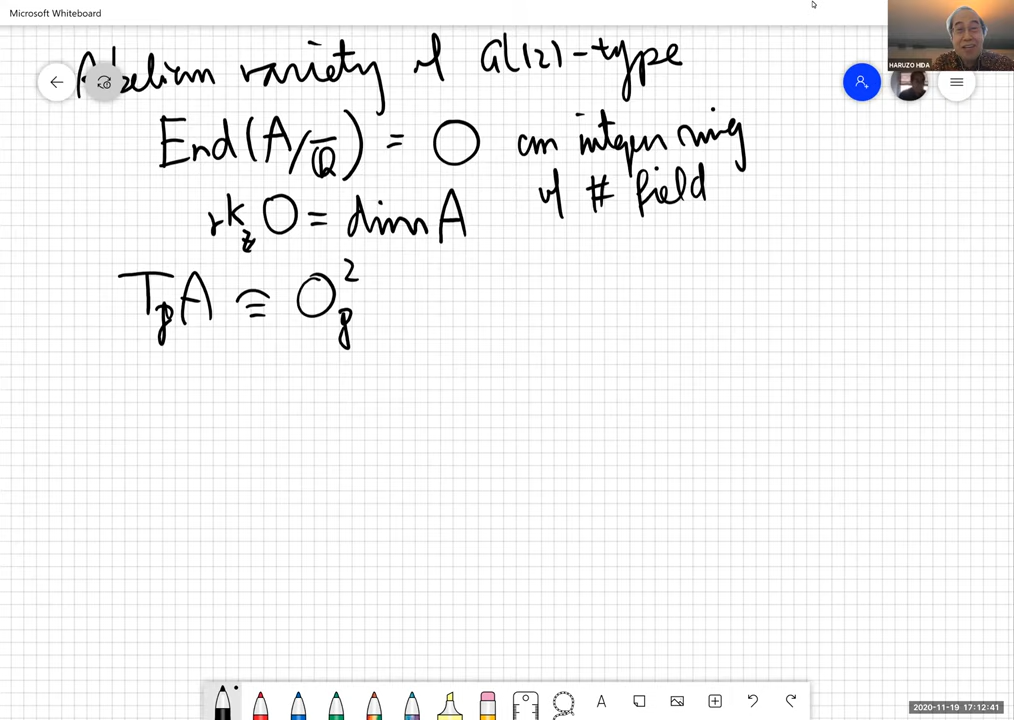 Microsoft Whiteboard
Abelian variety of Gl(2)-type
End(A/Q̅) = O an integer ring
of # field
rk_Z O = dim A
T_p A ≅ O_p^2
HARUZO HIDA
A
2020-11-19 17:12:41